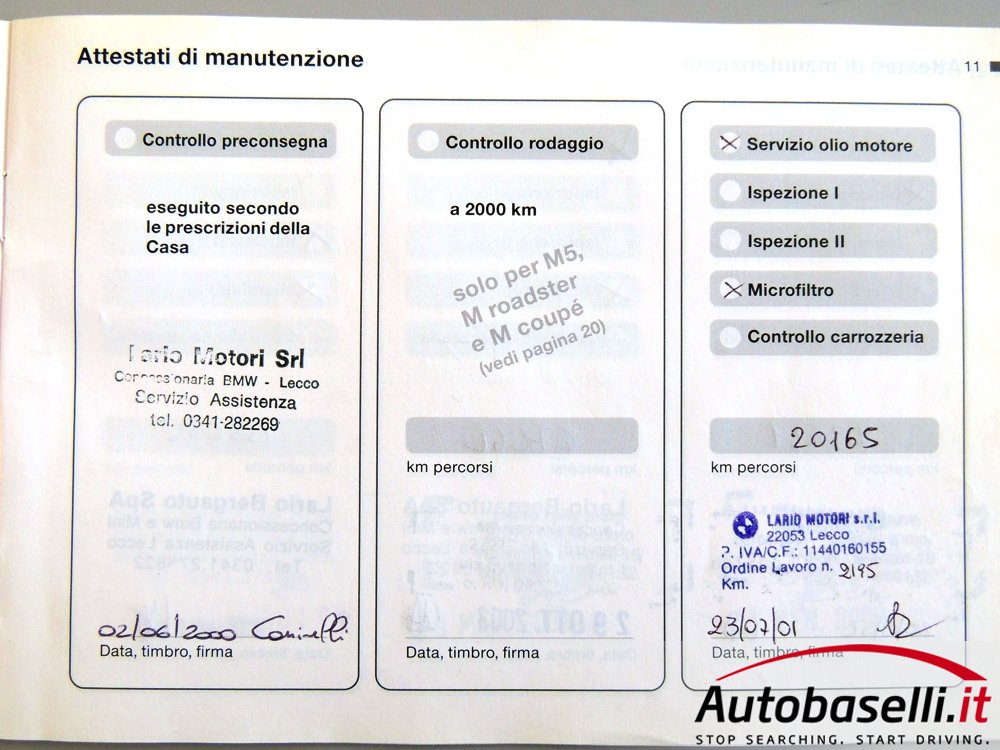 Attestati di manutenzione
11
Controllo preconsegna
eseguito secondo
le prescrizioni della
Casa
Lario Motori Srl
Concessionaria BMW - Lecco
Servizio Assistenza
tel. 0341-282269
02/06/2000
Data, timbro, firma
Controllo rodaggio
a 2000 km
solo per M5,
M roadster
e M coupé
(vedi pagina 20)
km percorsi
Data, timbro, firma
Servizio olio motore
Ispezione I
Ispezione II
Microfiltro
Controllo carrozzeria
20165
km percorsi
LARIO MOTORI s.r.l.
22053 Lecco
P. IVA/C.F.: 11440160155
Ordine Lavoro n. 2195
Km.
23/07/01
Data, timbro, firma
Autobaselli.it
STOP SEARCHING. START DRIVING.